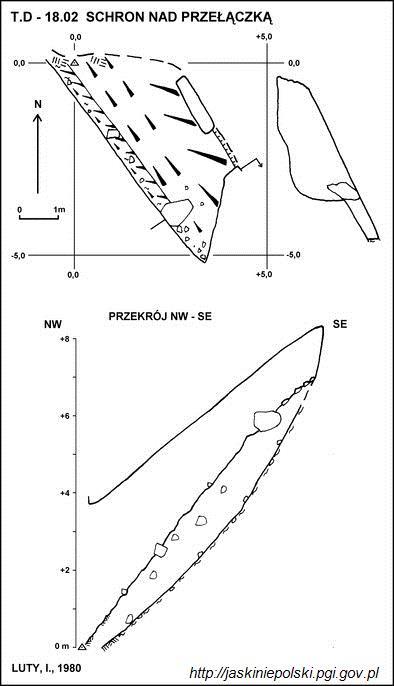 T.D - 18.02 SCHRON NAD PRZEŁĄCZKĄ
0,0 +5,0
0,0 0,0
N
0 1m
-5,0 -5,0
0,0 +5,0
PRZEKRÓJ NW - SE
NW SE
+8
+6
+4
+2
0 m
LUTY, I., 1980
http://jaskiniepolski.pgi.gov.pl